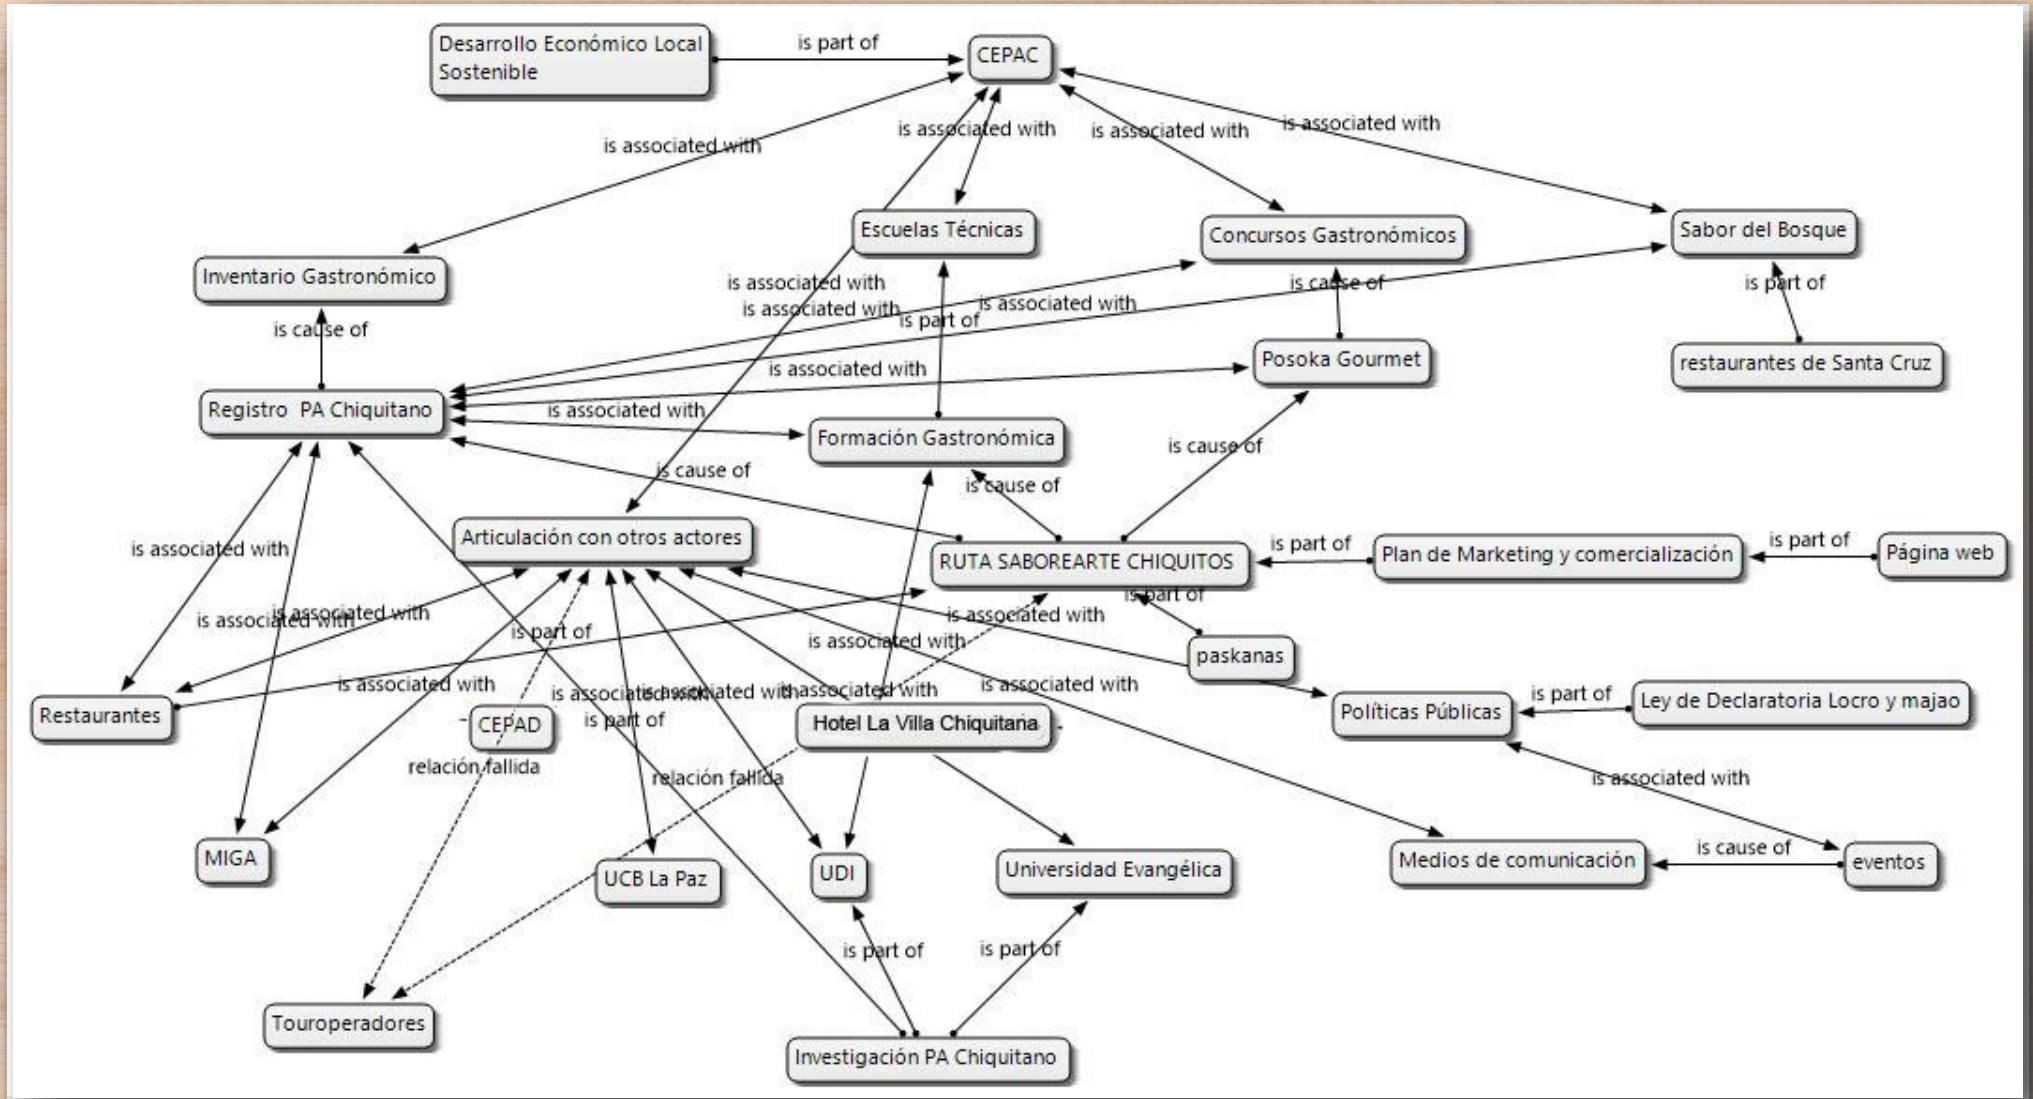 Desarrollo Económico Local
Sostenible
is part of
CEPAC
is associated with
is associated with
is associated with
is associated with
Escuelas Técnicas
Concursos Gastronómicos
Sabor del Bosque
Inventario Gastronómico
is associated with
is cause of
is part of
is associated with
is associated with
is part of
is cause of
Posoka Gourmet
restaurantes de Santa Cruz
is associated with
Registro PA Chiquitano
is associated with
Formación Gastronómica
is cause of
is cause of
is cause of
Articulación con otros actores
is associated with
RUTA SABOREARTE CHIQUITOS
is part of
Plan de Marketing y comercialización
is part of
Página web
is part of
is associated with
is associated with
is associated with
is part of
is associated with
paskanas
is associated with
is associated with
is associated with
is associated with
is associated with
Restaurantes
CEPAD
is part of
Hotel La Villa Chiquitana
Políticas Públicas
is part of
Ley de Declaratoria Locro y majao
relación fallida
relación fallida
is associated with
MIGA
UCB La Paz
UDI
Universidad Evangélica
Medios de comunicación
is cause of
eventos
is part of
is part of
Touroperadores
Investigación PA Chiquitano